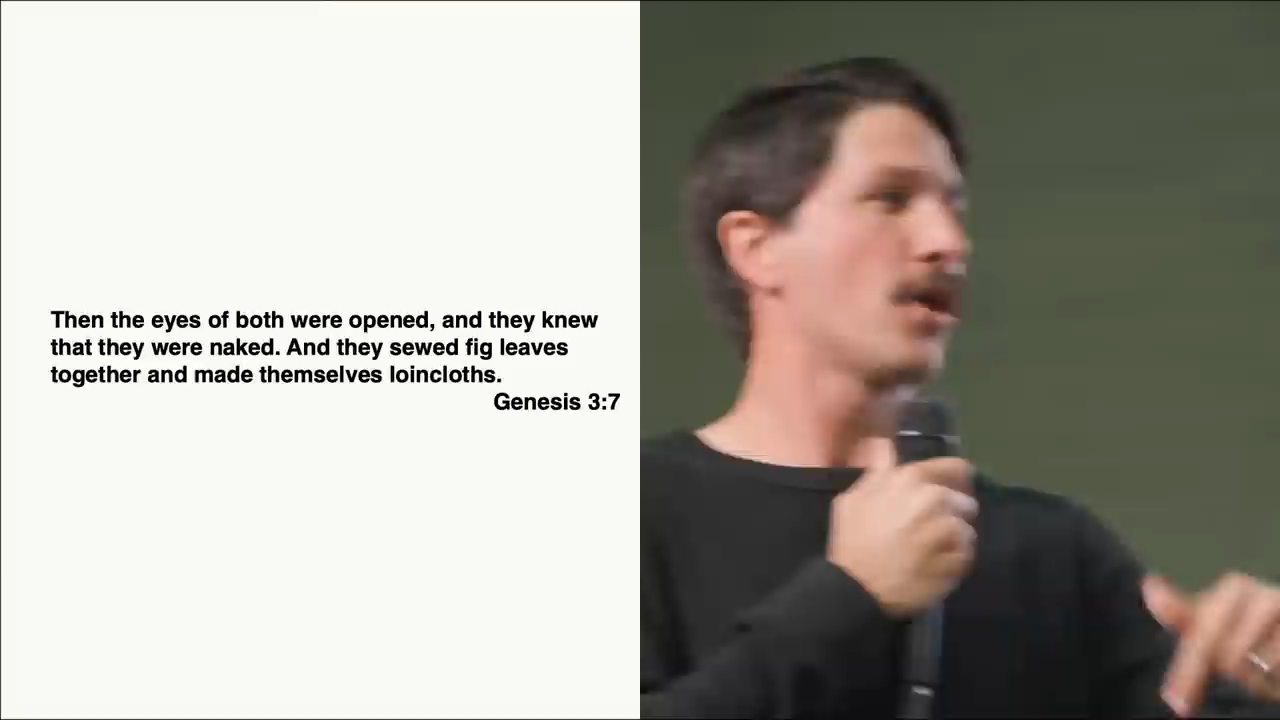 Then the eyes of both were opened, and they knew
that they were naked. And they sewed fig leaves
together and made themselves loincloths.
Genesis 3:7